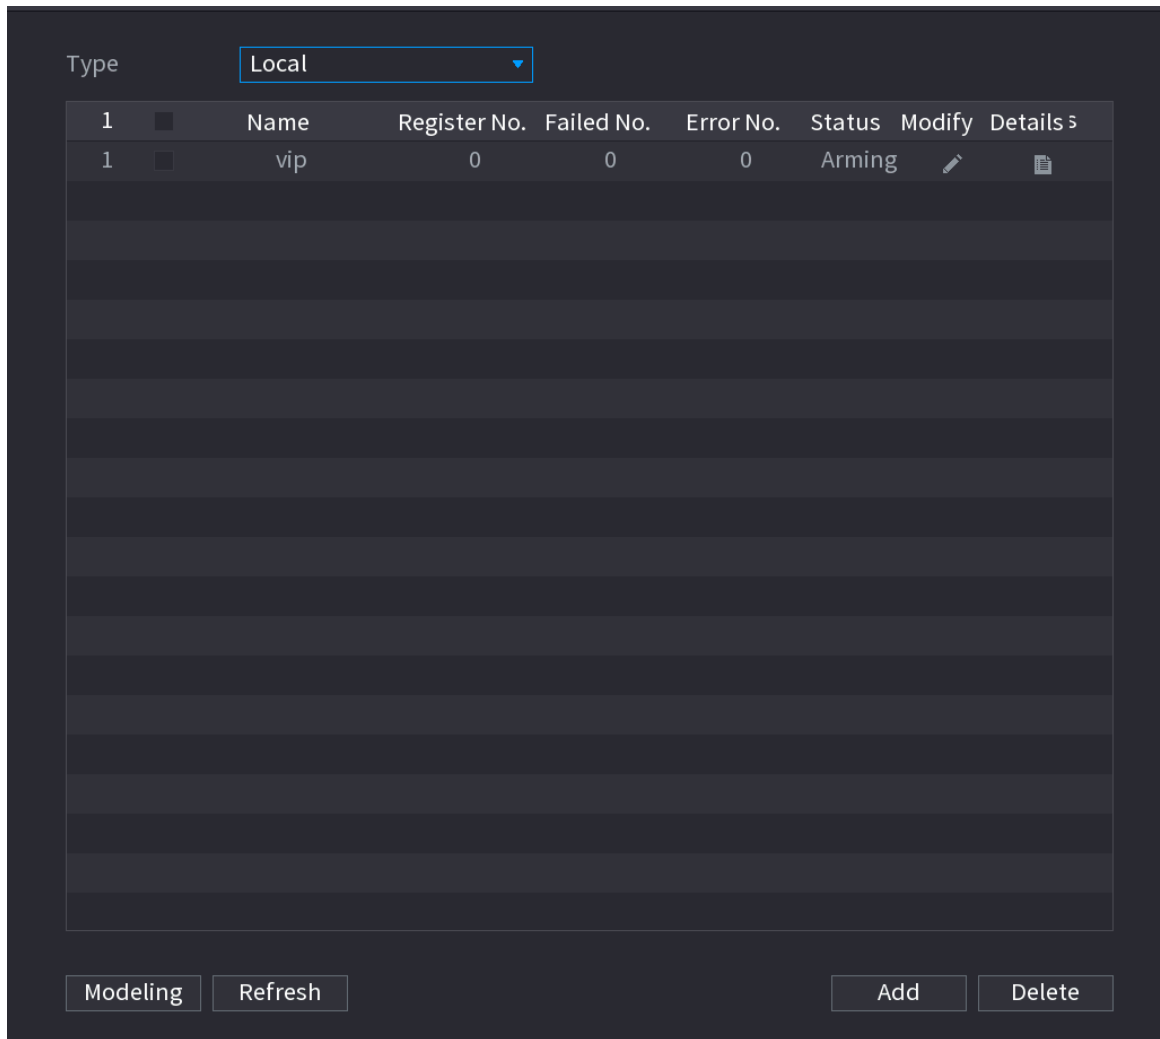 Type Local
1 Name Register No. Failed No. Error No. Status Modify Details s
1 vip 0 0 0 Arming
Modeling Refresh Add Delete